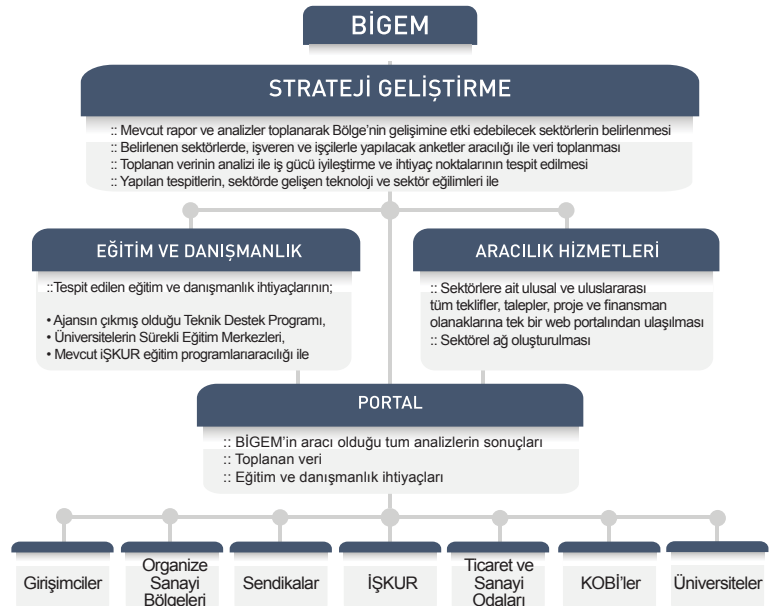 BİGEM
STRATEJİ GELİŞTİRME
:: Mevcut rapor ve analizler toplanarak Bölge'nin gelişimine etki edebilecek sektörlerin belirlenmesi
:: Belirlenen sektörlerde, işveren ve işçilerle yapılacak anketler aracılığı ile veri toplanması
:: Toplanan verinin analizi ile iş gücü iyileştirme ve ihtiyaç noktalarının tespit edilmesi
:: Yapılan tespitlerin, sektörde gelişen teknoloji ve sektör eğilimleri ile
EĞİTİM VE DANIŞMANLIK
::Tespit edilen eğitim ve danışmanlık ihtiyaçlarının;
• Ajansın çıkmış olduğu Teknik Destek Programı,
• Üniversitelerin Sürekli Eğitim Merkezleri,
• Mevcut iŞKUR eğitim programlarıaracılığı ile
ARACILIK HİZMETLERİ
:: Sektörlere ait ulusal ve uluslararası
tüm teklifler, talepler, proje ve finansman
olanaklarına tek bir web portalından ulaşılması
:: Sektörel ağ oluşturulması
PORTAL
:: BİGEM'in aracı olduğu tum analizlerin sonuçları
:: Toplanan veri
:: Eğitim ve danışmanlık ihtiyaçları
Girişimciler
Organize
Sanayi
Bölgeleri
Sendikalar
İŞKUR
Ticaret ve
Sanayi
Odaları
KOBİ'ler
Üniversiteler